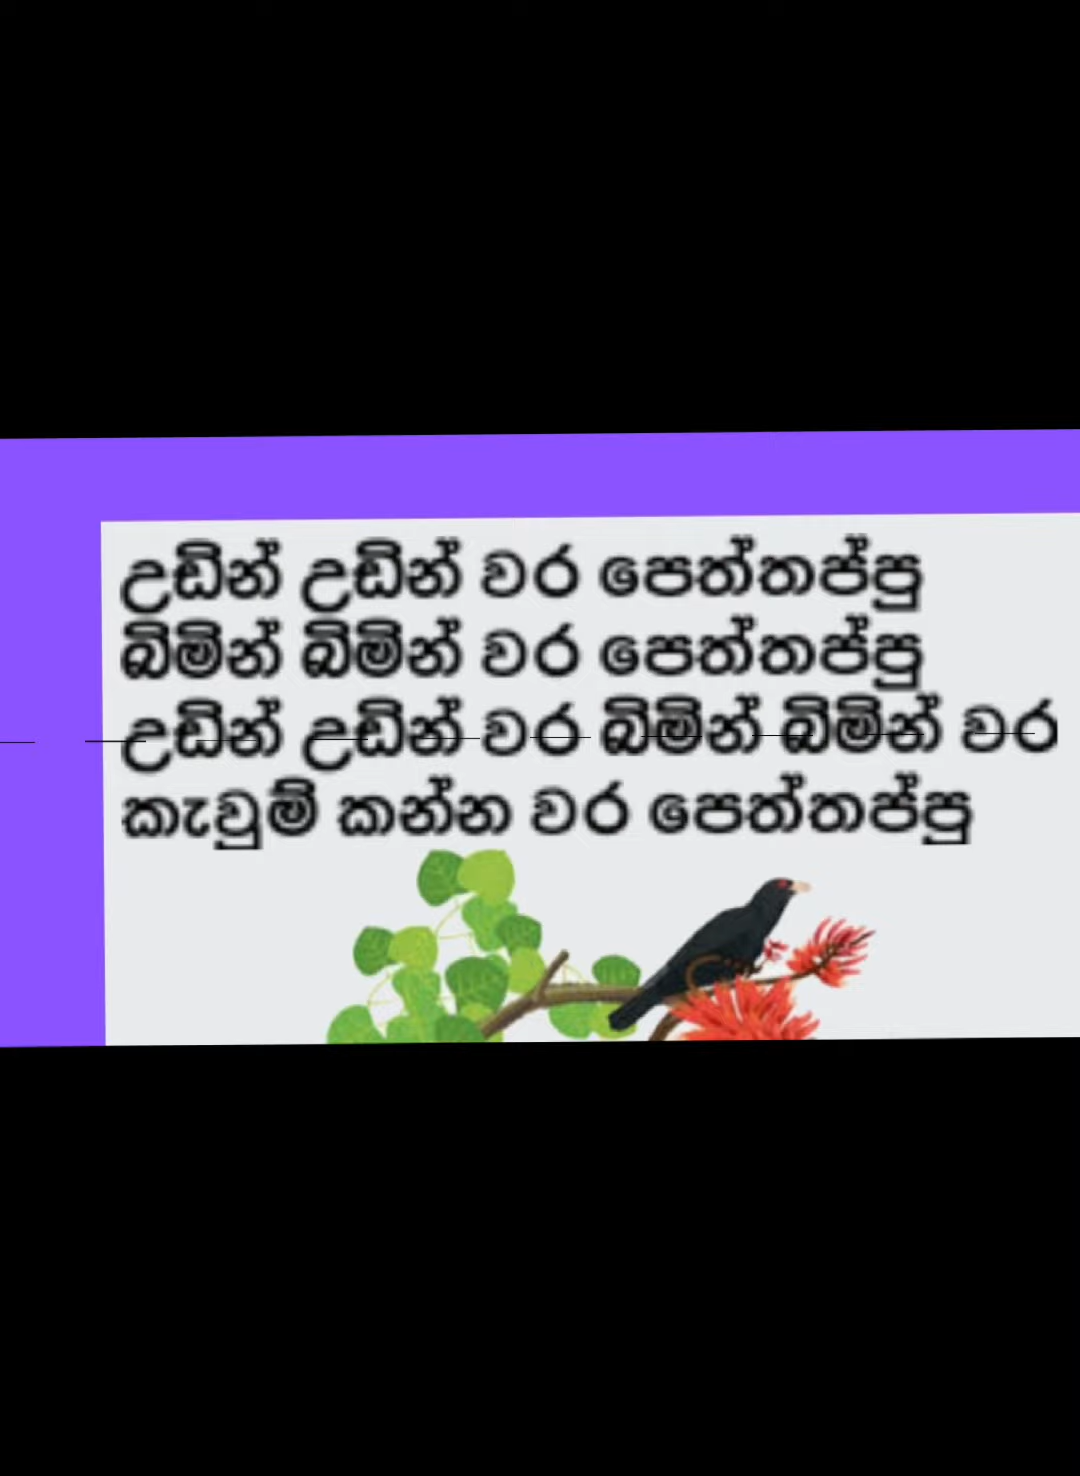 උඩින් උඩින් වර පෙත්තප්පු
බිමින් බිමින් වර පෙත්තප්පු
උඩින් උඩින් වර බිමින් බිමින් වර
කැවුම් කන්න වර පෙත්තප්පු